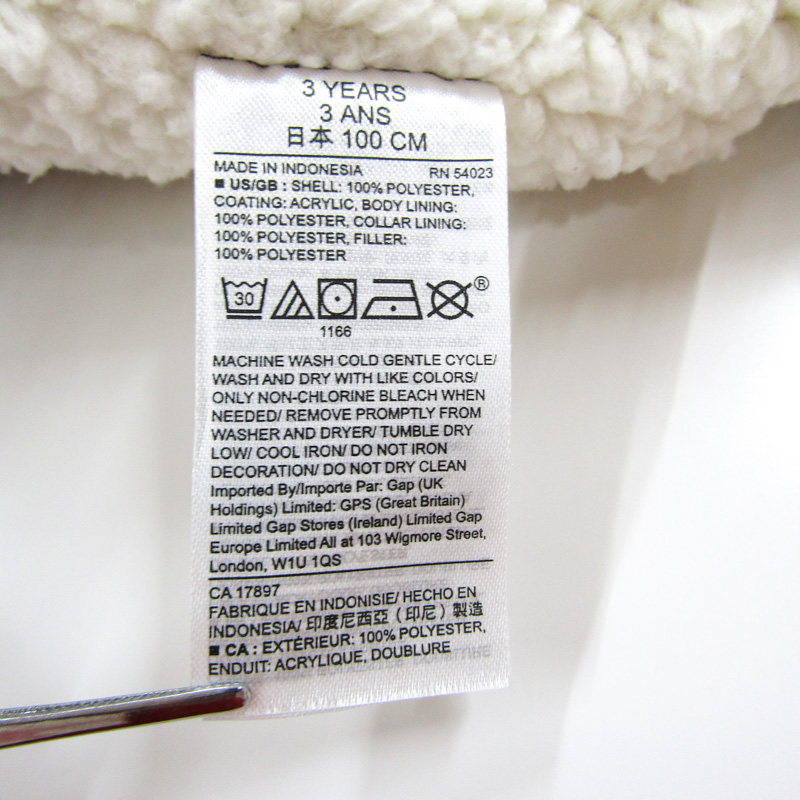 3 YEARS
3 ANS
日本 100 CM
MADE IN INDONESIA RN 54023
■ US/GB : SHELL: 100% POLYESTER,
COATING: ACRYLIC, BODY LINING:
100% POLYESTER, COLLAR LINING:
100% POLYESTER, FILLER:
100% POLYESTER
30 ®
1166
MACHINE WASH COLD GENTLE CYCLE/
WASH AND DRY WITH LIKE COLORS/
ONLY NON-CHLORINE BLEACH WHEN
NEEDED/ REMOVE PROMPTLY FROM
WASHER AND DRYER/ TUMBLE DRY
LOW/ COOL IRON/ DO NOT IRON
DECORATION/ DO NOT DRY CLEAN
Imported By/Importe Par: Gap (UK
Holdings) Limited: GPS (Great Britain)
Limited Gap Stores (Ireland) Limited Gap
Europe Limited All at 103 Wigmore Street,
London, W1U 1QS
CA 17897
FABRIQUE EN INDONISIE/ HECHO EN
INDONESIA/ 印度尼西亞（印尼）製造
■ CA : EXTÉRIEUR: 100% POLYESTER,
ENDUIT: ACRYLIQUE, DOUBLURE